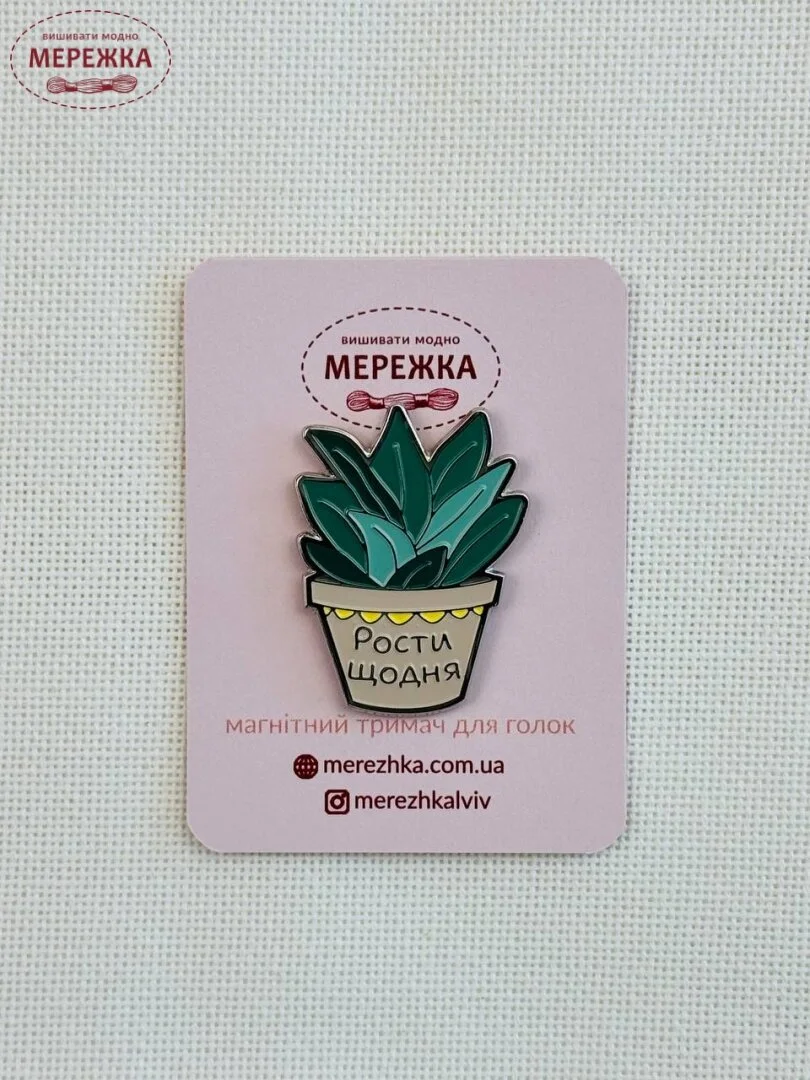 вишивати модно
МЕРЕЖКА
вишивати модно
МЕРЕЖКА
Рости
щодня
магнітний тримач для голок
merezhka.com.ua
merezhkalviv